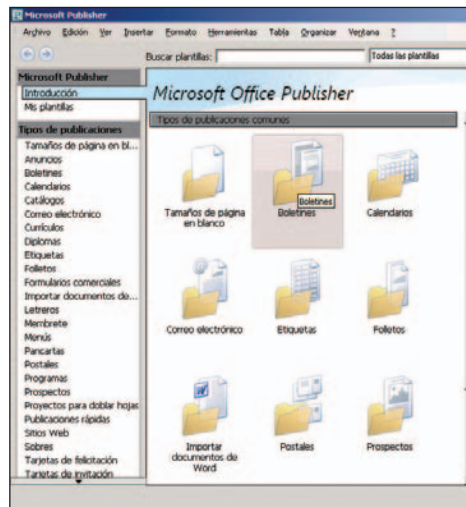 Microsoft Publisher
Archivo Edición Ver Insertar Formato Herramientas Tabla Organizar Ventana ?
Buscar plantillas: Todas las plantillas
Microsoft Publisher
Introducción
Mis plantillas
Tipos de publicaciones
Tamaños de página en bl...
Anuncios
Boletines
Calendarios
Catálogos
Correo electrónico
Currículos
Diplomas
Etiquetas
Folletos
Formularios comerciales
Importar documentos de...
Letreros
Membrete
Menús
Pancartas
Postales
Programas
Prospectos
Proyectos para doblar hojas
Publicaciones rápidas
Sitios Web
Sobres
Tarjetas de felicitación
Tarjetas de invitación
Microsoft Office Publisher
Tipos de publicaciones comunes
Tamaños de página
en blanco
Boletines
Boletines
Calendarios
Correo electrónico
Etiquetas
Folletos
Importar
documentos de
Word
Postales
Prospectos